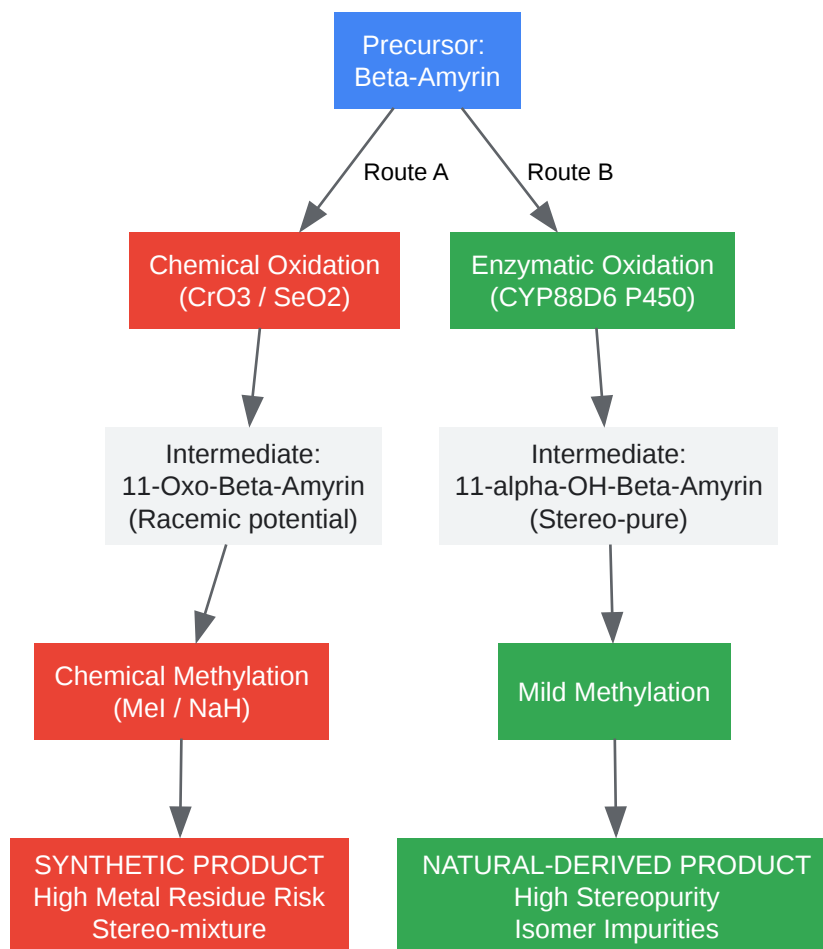 Precursor:
Beta-Amyrin
Route A
Route B
Chemical Oxidation
(CrO3 / SeO2)
Enzymatic Oxidation
(CYP88D6 P450)
Intermediate:
11-Oxo-Beta-Amyrin
(Racemic potential)
Intermediate:
11-alpha-OH-Beta-Amyrin
(Stereo-pure)
Chemical Methylation
(MeI / NaH)
Mild Methylation
SYNTHETIC PRODUCT
High Metal Residue Risk
Stereo-mixture
NATURAL-DERIVED PRODUCT
High Stereopurity
Isomer Impurities